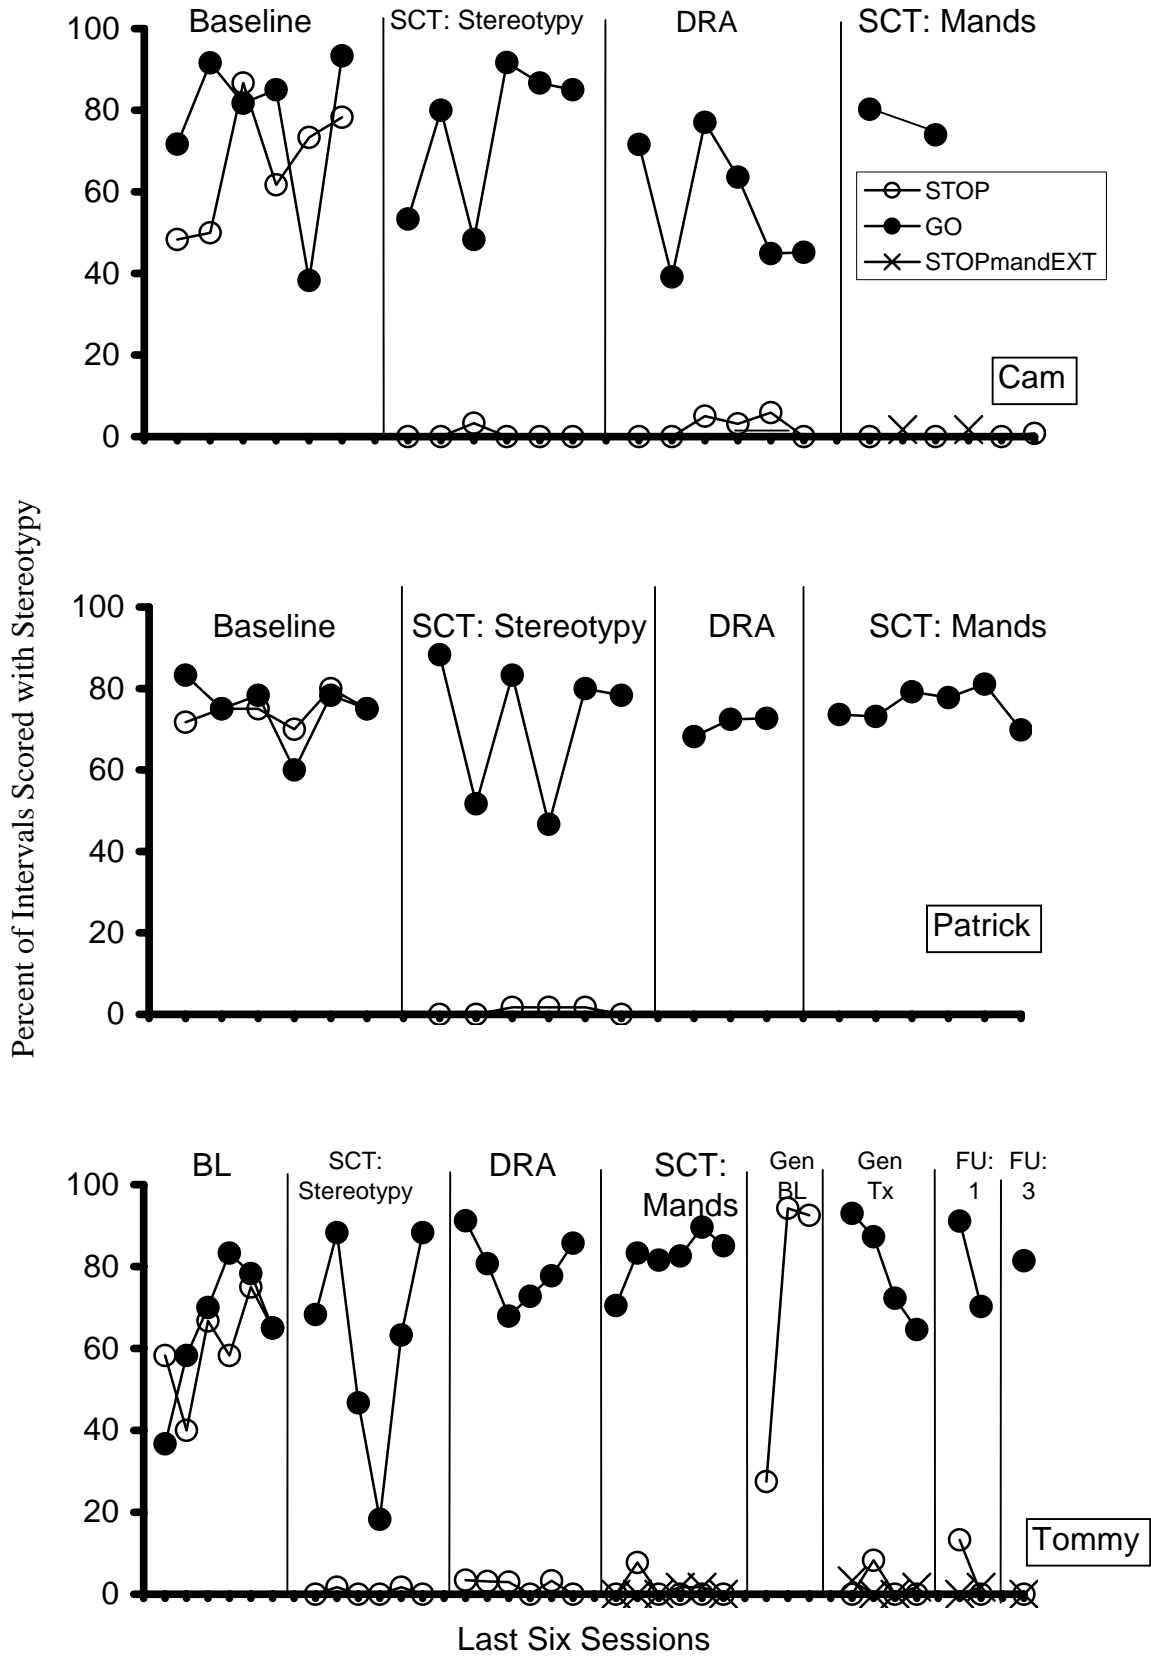 Percent of Intervals Scored with Stereotypy
Baseline
SCT: Stereotypy
DRA
SCT: Mands
100
80
60
40
20
0
STOP
GO
STOPmandEXT
Cam
Baseline
SCT: Stereotypy
DRA
SCT: Mands
100
80
60
40
20
0
Patrick
BL
SCT:
Stereotypy
DRA
SCT:
Mands
Gen
BL
Gen
Tx
FU:
1
FU:
3
100
80
60
40
20
0
Tommy
Last Six Sessions